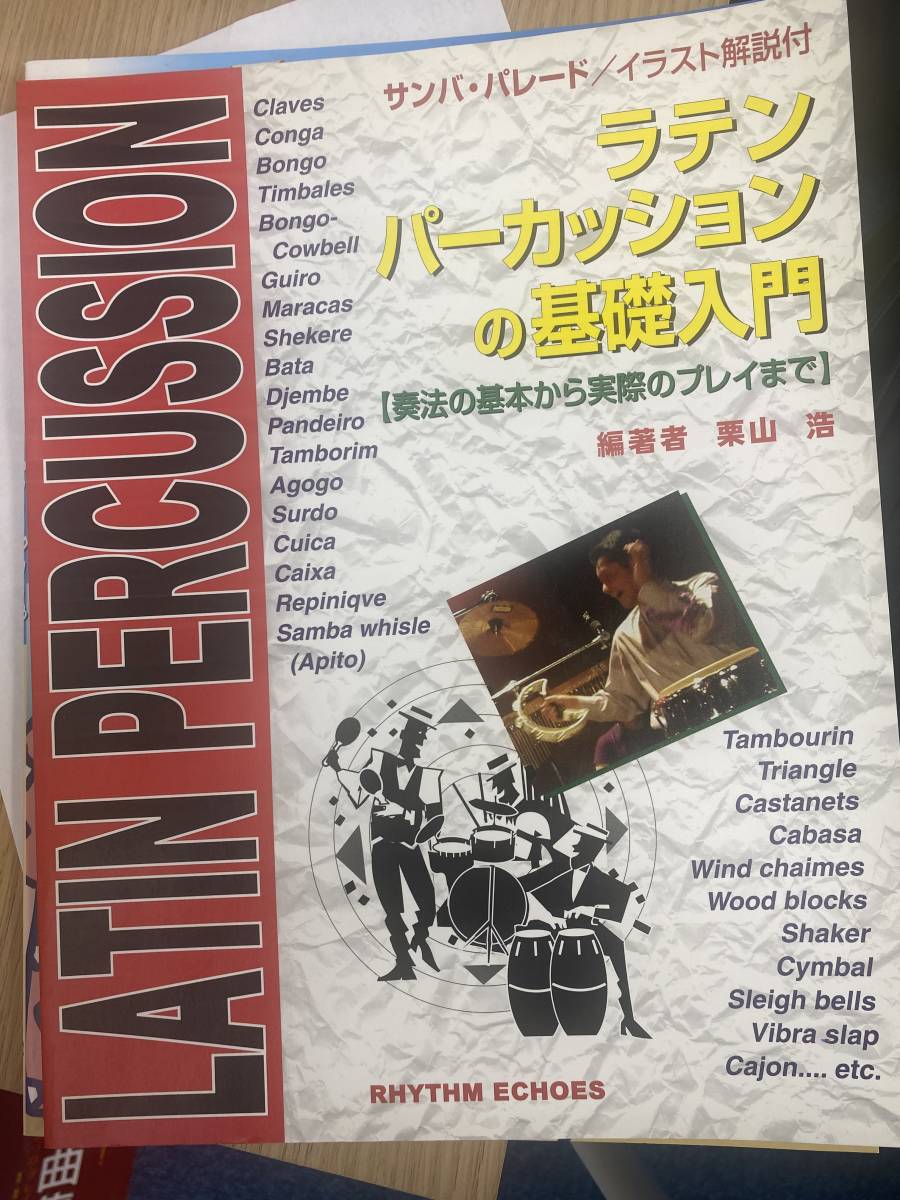 サンバ・パレード／イラスト解説付
ラテン
パーカッション
の基礎入門
【奏法の基本から実際のプレイまで】
編著者 栗山 浩
LATIN PERCUSSION
Claves
Conga
Bongo
Timbales
Bongo-
Cowbell
Guiro
Maracas
Shekere
Bata
Djembe
Pandeiro
Tamborim
Agogo
Surdo
Cuica
Caixa
Repiniqve
Samba whisle
(Apito)
Tambourin
Triangle
Castanets
Cabasa
Wind chaimes
Wood blocks
Shaker
Cymbal
Sleigh bells
Vibra slap
Cajon.... etc.
RHYTHM ECHOES
曲